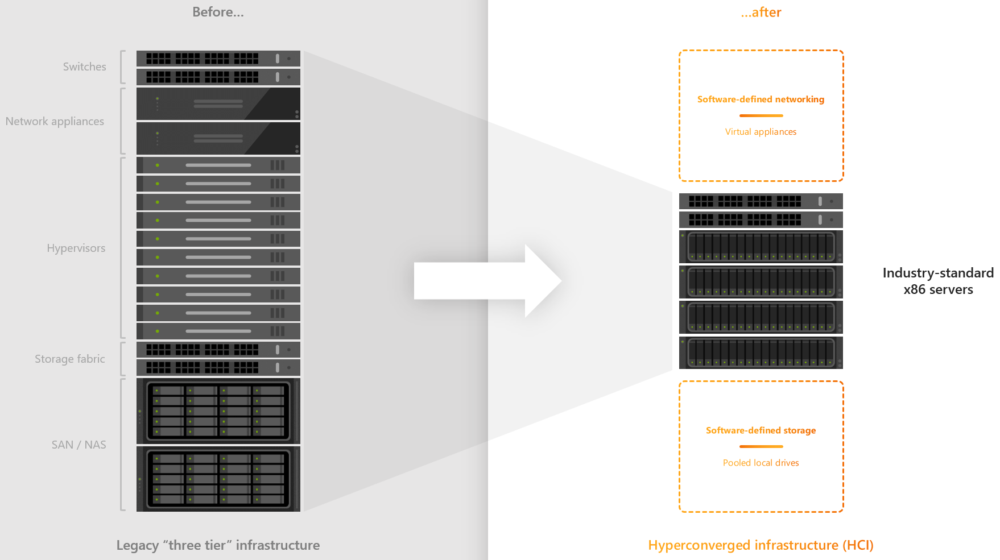 Before...
...after
Switches
Network appliances
Hypervisors
Storage fabric
SAN / NAS
Legacy “three tier” infrastructure
Software-defined networking
Virtual appliances
Industry-standard
x86 servers
Software-defined storage
Pooled local drives
Hyperconverged infrastructure (HCI)